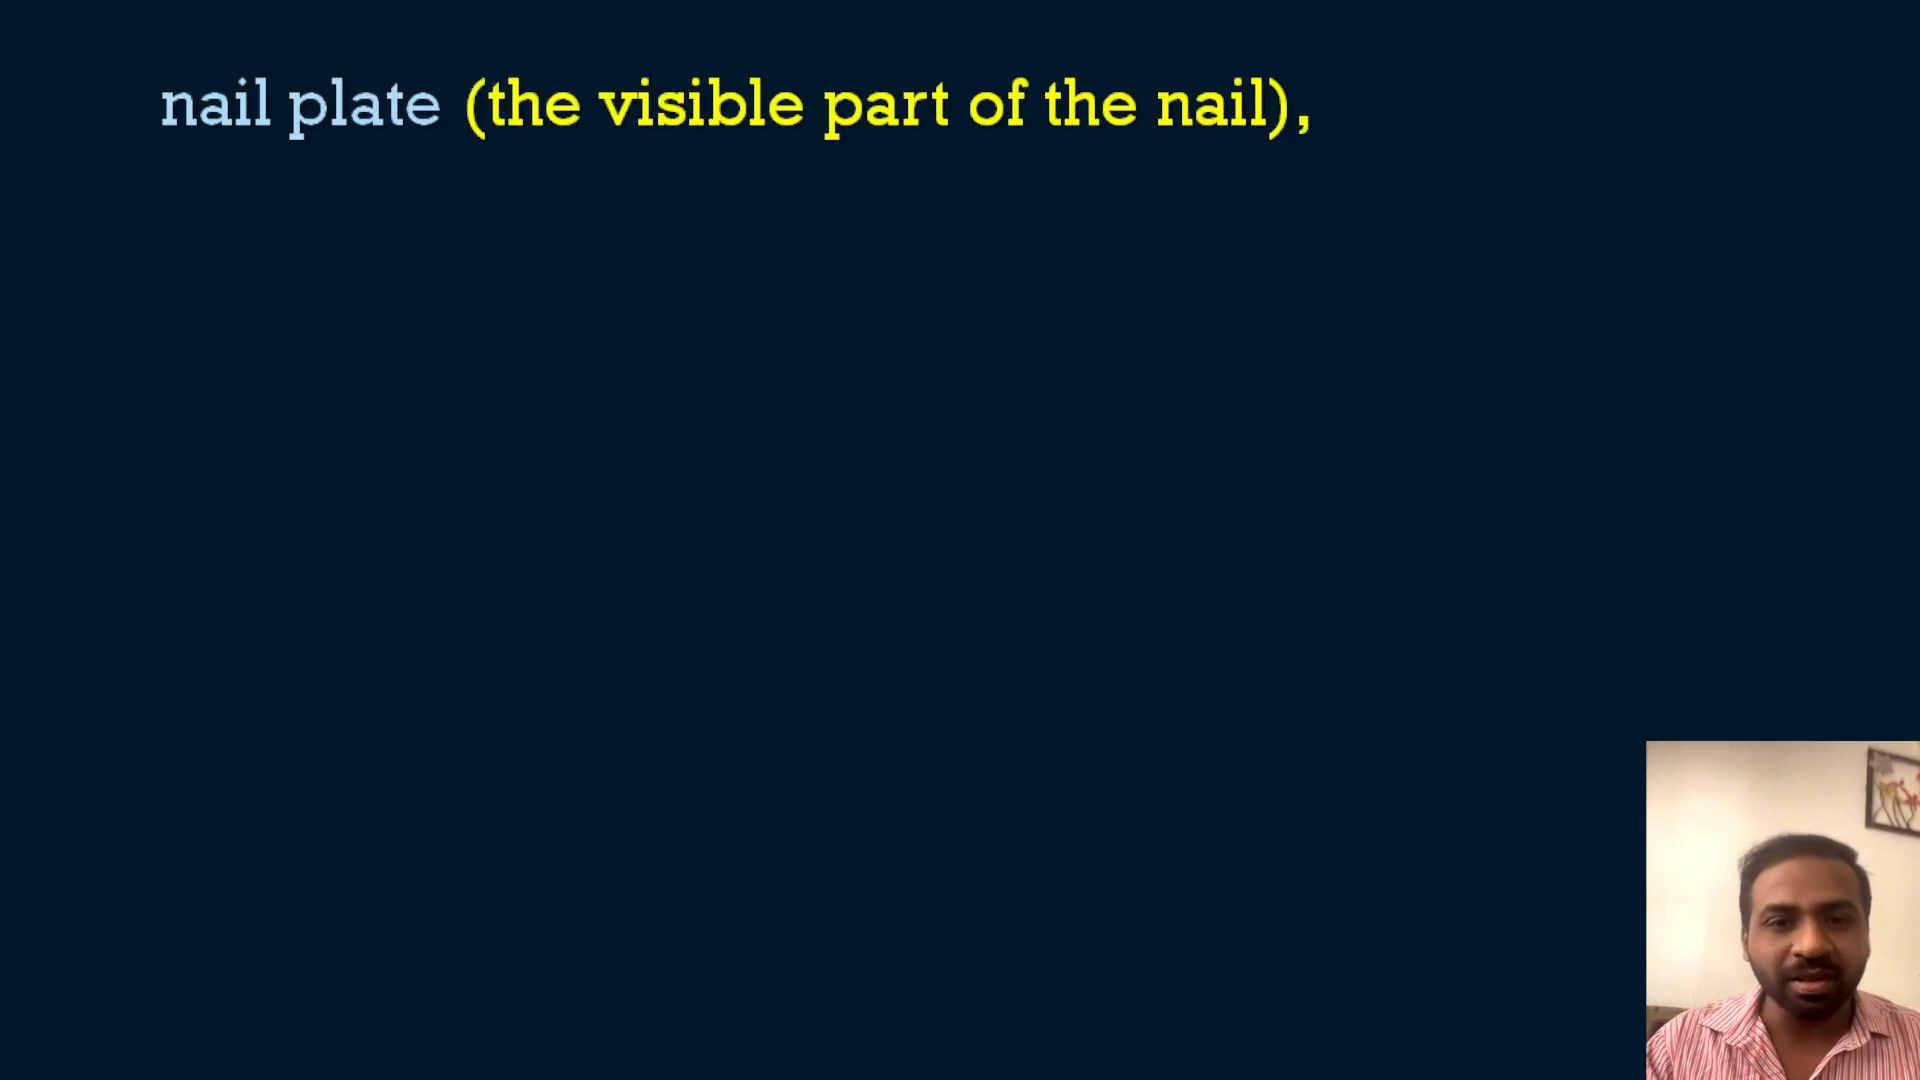 nail plate (the visible part of the nail),